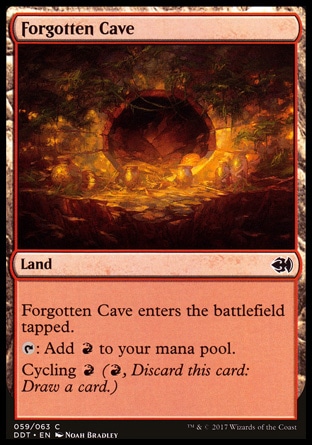 Forgotten Cave
Land
Forgotten Cave enters the battlefield
tapped.
: Add to your mana pool.
Cycling ( , Discard this card:
Draw a card.)
059/063 C
DDT • EN Noah Bradley
™ & © 2017 Wizards of the Coast